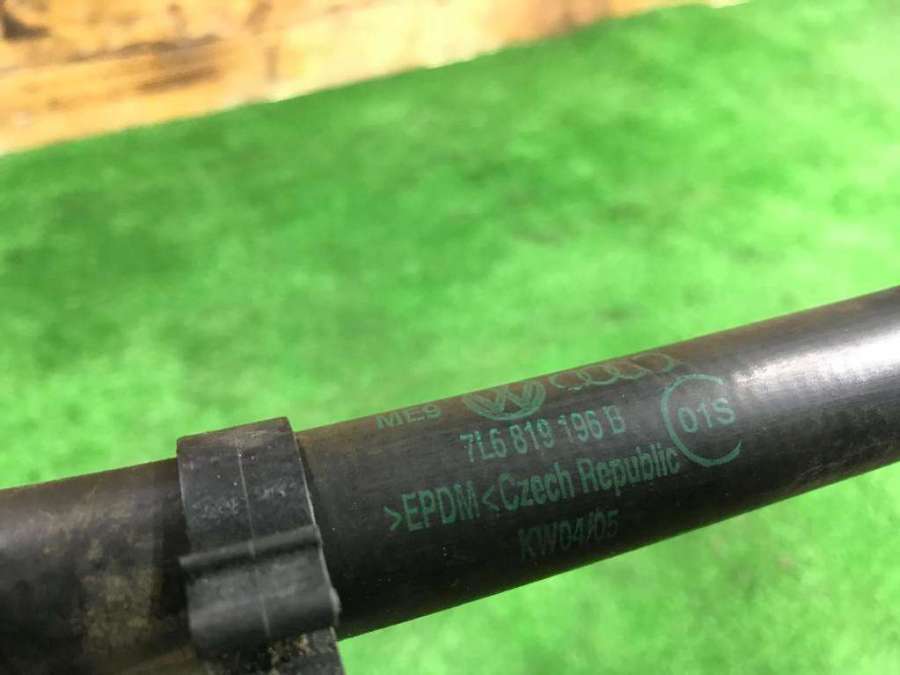 ME9
7L6 819 196 B
01S
>EPDM< Czech Republic
KW04/05